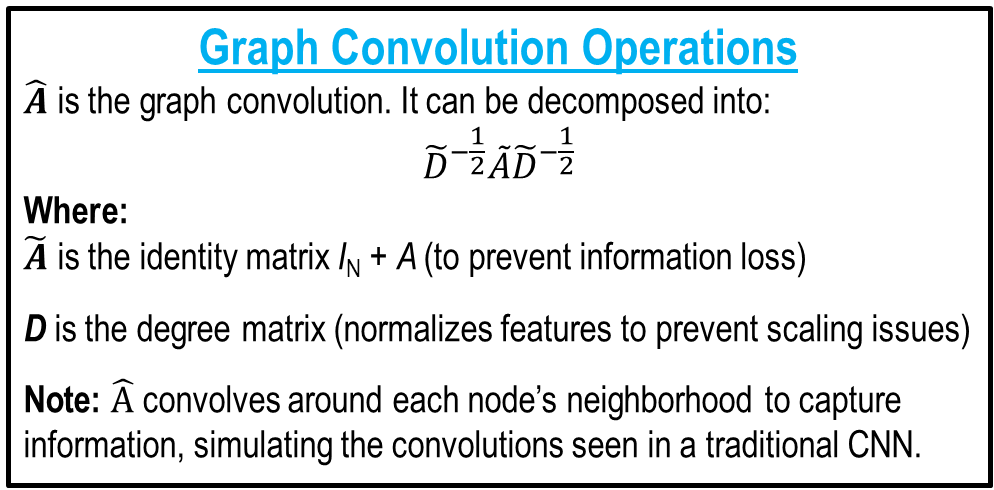 Graph Convolution Operations
Â is the graph convolution. It can be decomposed into:
D̃^{-1/2} Ã D̃^{-1/2}
Where:
Ã is the identity matrix I_N + A (to prevent information loss)
D is the degree matrix (normalizes features to prevent scaling issues)
Note: Â convolves around each node’s neighborhood to capture
information, simulating the convolutions seen in a traditional CNN.